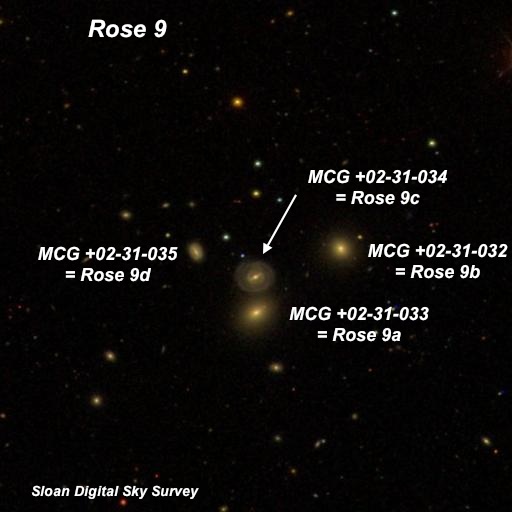 Rose 9
MCG +02-31-034
= Rose 9c
MCG +02-31-035
= Rose 9d
MCG +02-31-032
= Rose 9b
MCG +02-31-033
= Rose 9a
Sloan Digital Sky Survey